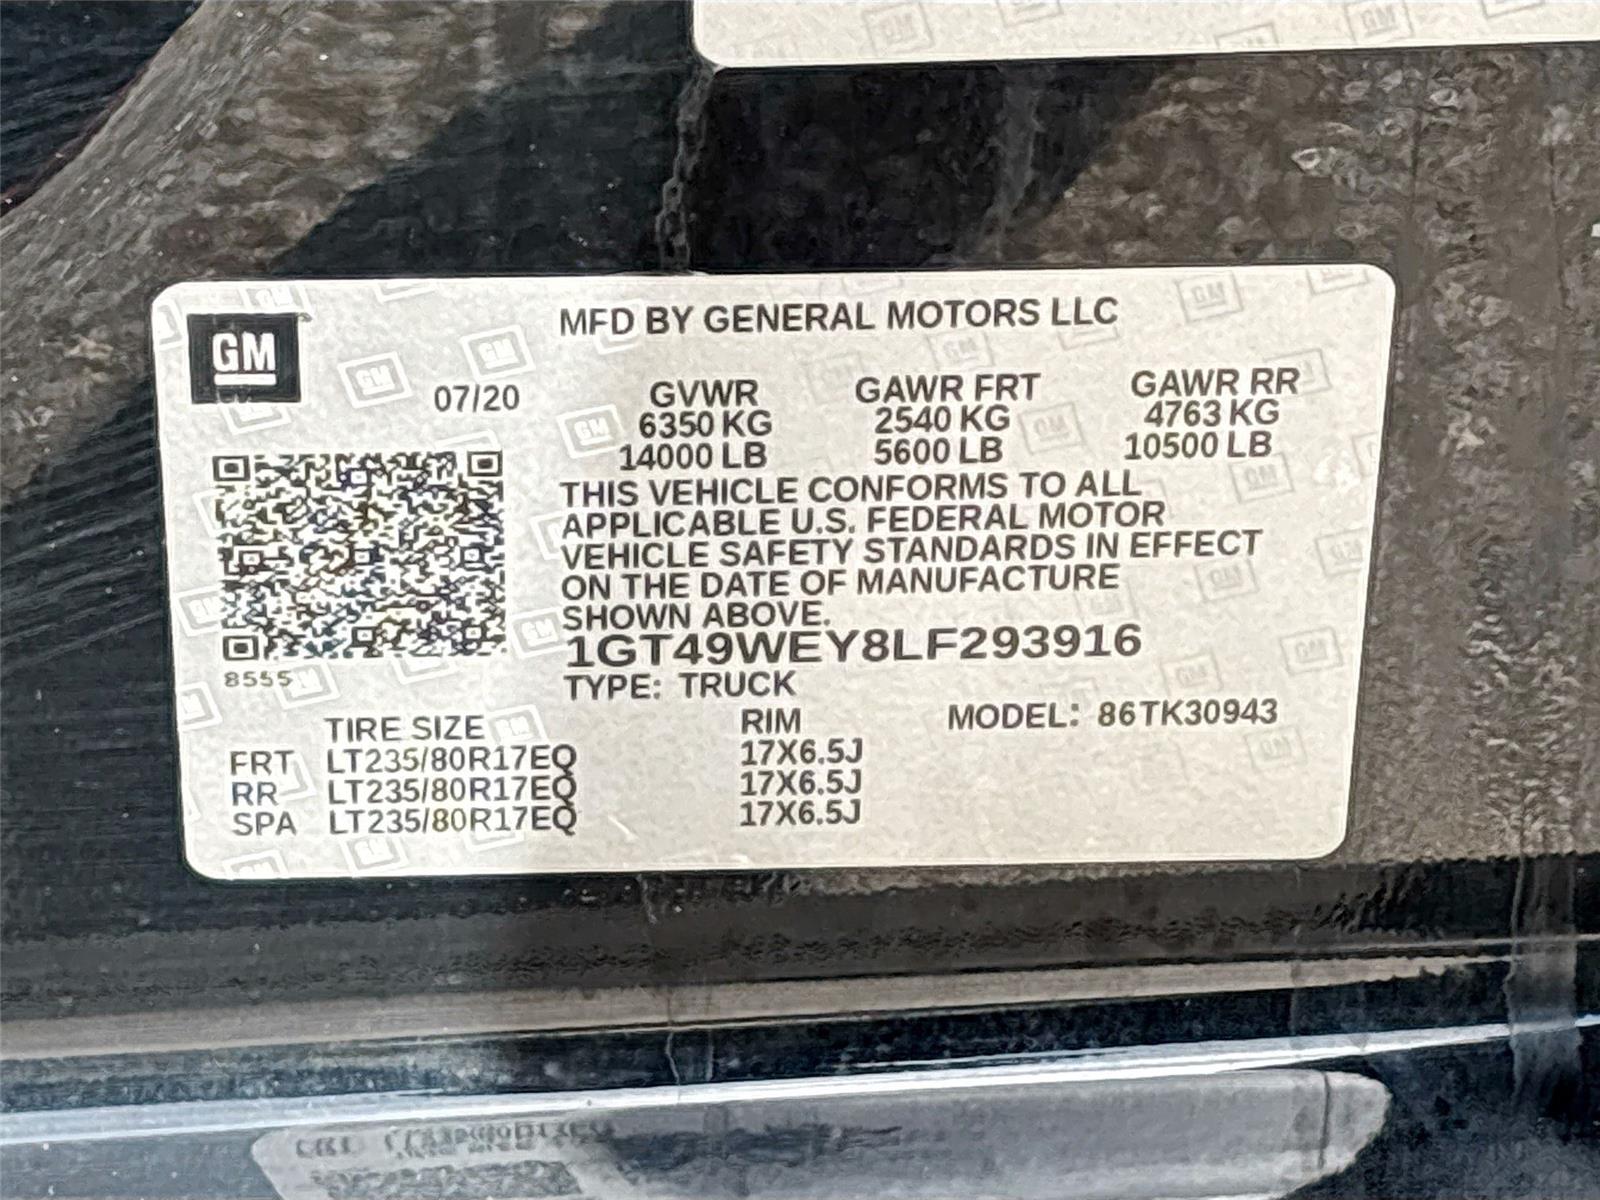 MFD BY GENERAL MOTORS LLC
GM
07/20 GVWR GAWR FRT GAWR RR
6350 KG 2540 KG 4763 KG
14000 LB 5600 LB 10500 LB
THIS VEHICLE CONFORMS TO ALL
APPLICABLE U.S. FEDERAL MOTOR
VEHICLE SAFETY STANDARDS IN EFFECT
ON THE DATE OF MANUFACTURE
SHOWN ABOVE.
1GT49WEY8LF293916
8555
TYPE: TRUCK
TIRE SIZE RIM MODEL: 86TK30943
FRT LT235/80R17EQ 17X6.5J
RR LT235/80R17EQ 17X6.5J
SPA LT235/80R17EQ 17X6.5J